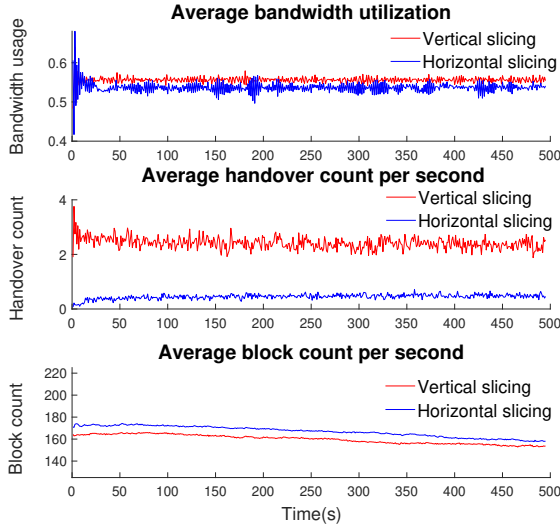 Average bandwidth utilization
Bandwidth usage
0.6
0.5
0.4
Vertical slicing
Horizontal slicing
0 50 100 150 200 250 300 350 400 450 500
Average handover count per second
Handover count
4
2
0
Vertical slicing
Horizontal slicing
0 50 100 150 200 250 300 350 400 450 500
Average block count per second
Block count
220
200
180
160
140
Vertical slicing
Horizontal slicing
0 50 100 150 200 250 300 350 400 450 500
Time(s)